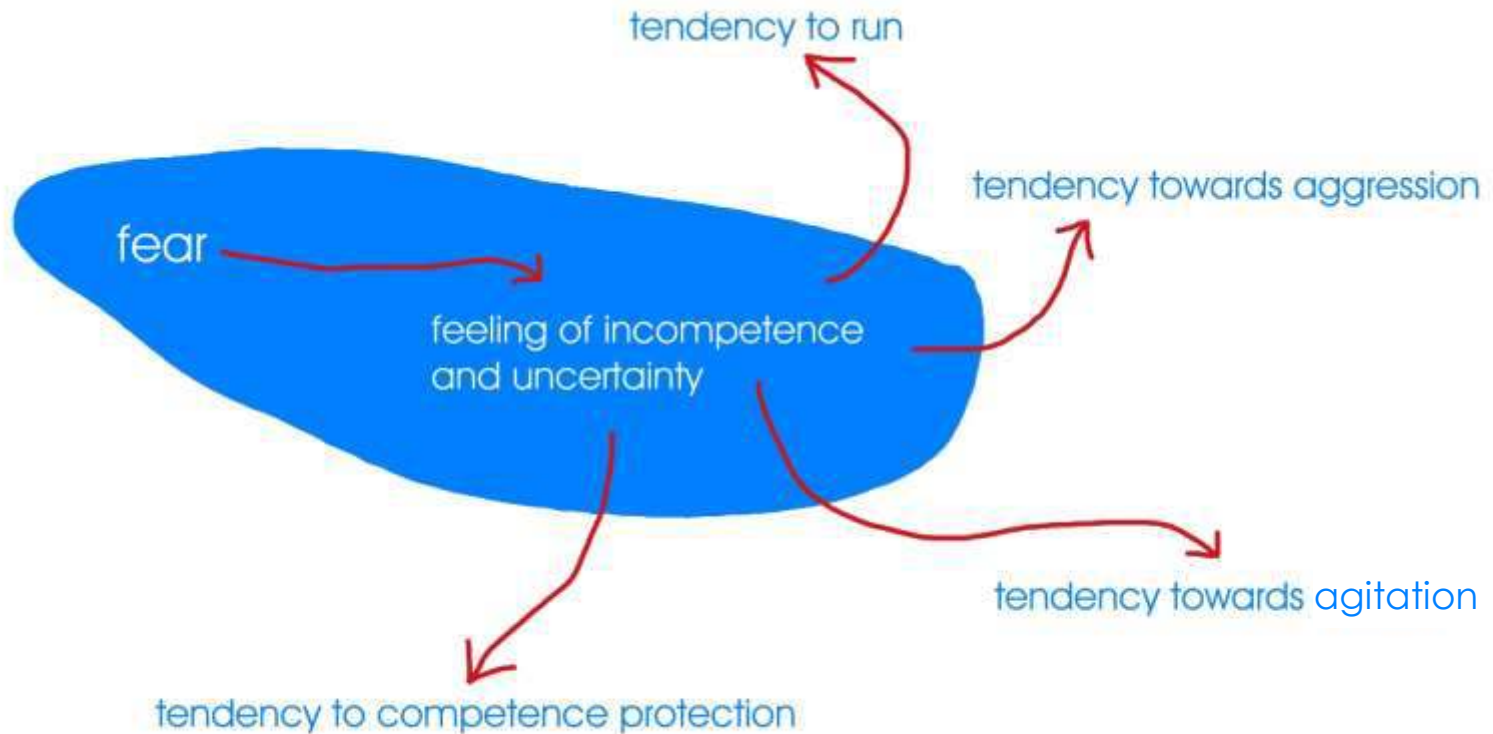 tendency to run
tendency towards aggression
fear
feeling of incompetence
and uncertainty
tendency towards agitation
tendency to competence protection